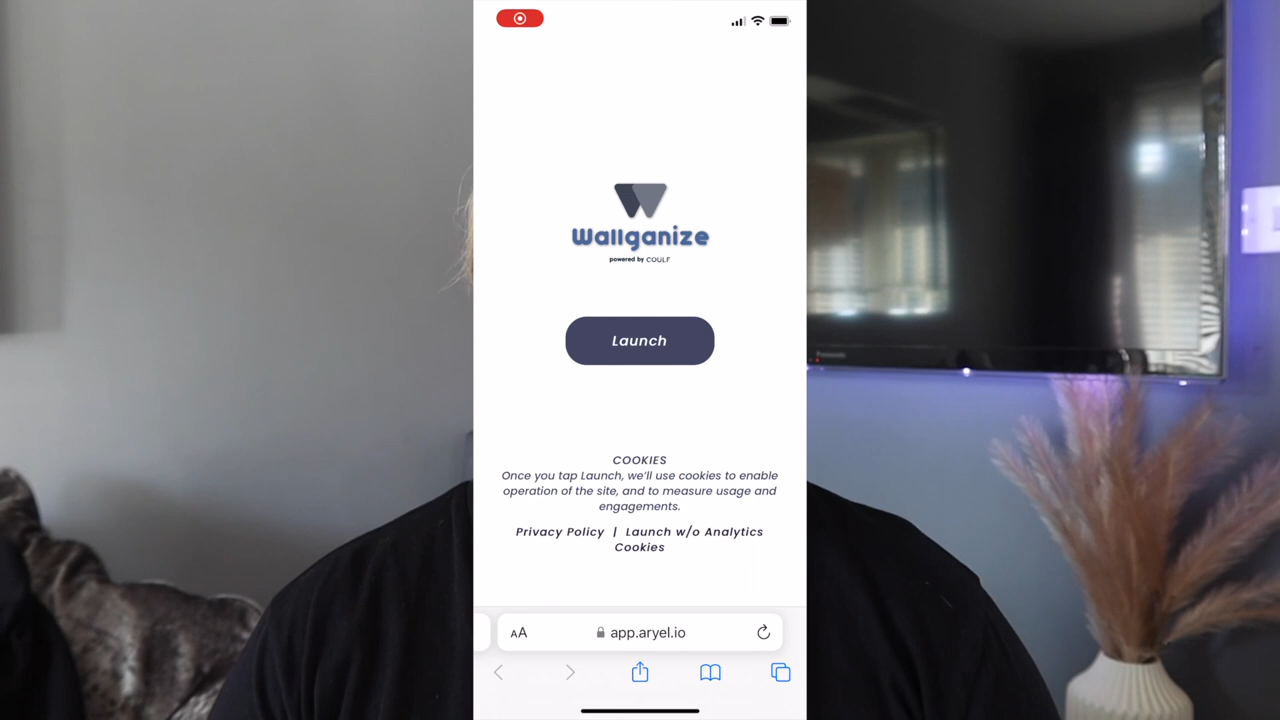 Wallganize
powered by COULF
Launch
COOKIES
Once you tap Launch, we'll use cookies to enable
operation of the site, and to measure usage and
engagements.
Privacy Policy | Launch w/o Analytics
Cookies
AA app.aryel.io
Panasonic